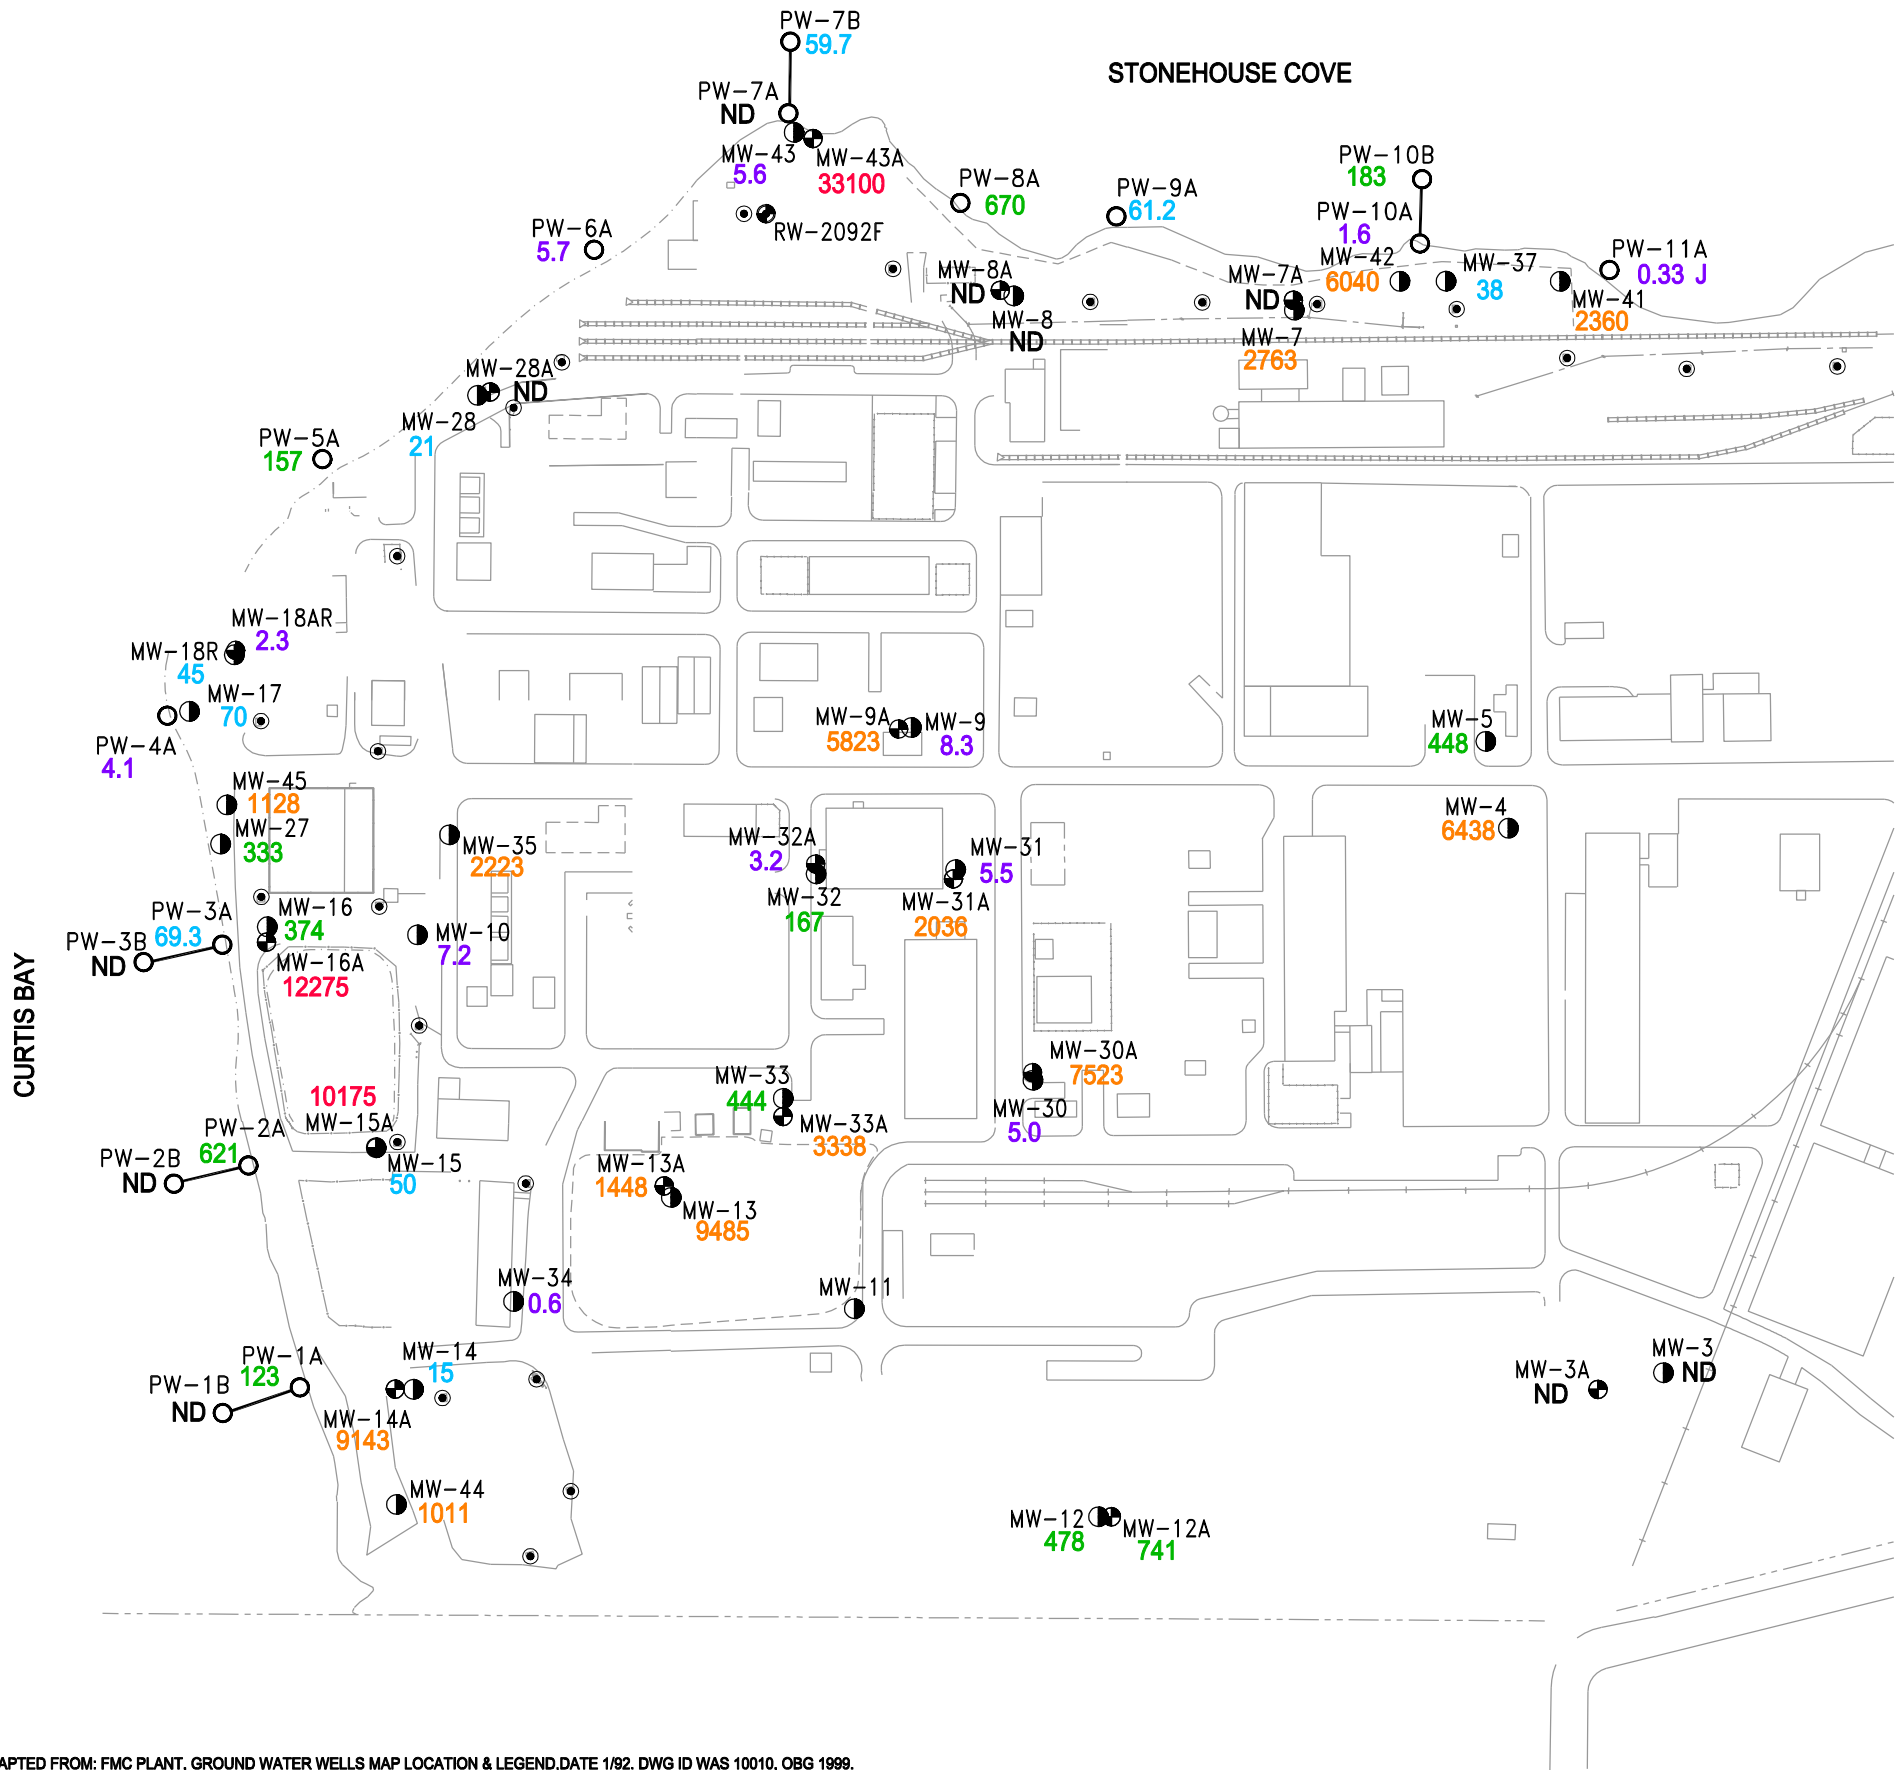 PW-7B
59.7
STONEHOUSE COVE
PW-7A
ND
MW-43
5.6
MW-43A
33100
PW-8A
670
PW-9A
61.2
PW-10B
183
PW-10A
1.6
RW-2092F
PW-6A
5.7
MW-8A
ND
MW-8
ND
MW-7A
ND
MW-7
2763
MW-42
6040
MW-37
38
PW-11A
0.33 J
MW-41
2360
MW-28A
ND
MW-28
21
PW-5A
157
MW-18AR
2.3
MW-18R
45
MW-17
70
PW-4A
4.1
MW-9A
5823
MW-9
8.3
MW-5
448
MW-45
1128
MW-27
333
MW-35
2223
MW-32A
3.2
MW-32
167
MW-31
5.5
MW-31A
2036
MW-4
6438
PW-3A
69.3
PW-3B
ND
MW-16
374
MW-16A
12275
MW-10
7.2
CURTIS BAY
MW-33
444
MW-33A
3338
MW-30A
7523
MW-30
5.0
10175
MW-15A
MW-15
50
PW-2A
621
PW-2B
ND
MW-13A
1448
MW-13
9485
MW-34
0.6
MW-11
PW-1A
123
PW-1B
ND
MW-14
15
MW-14A
9143
MW-3A
ND
MW-3
ND
MW-44
1011
MW-12
478
MW-12A
741
APTED FROM: FMC PLANT. GROUND WATER WELLS MAP LOCATION & LEGEND.DATE 1/92. DWG ID WAS 10010. OBG 1999.